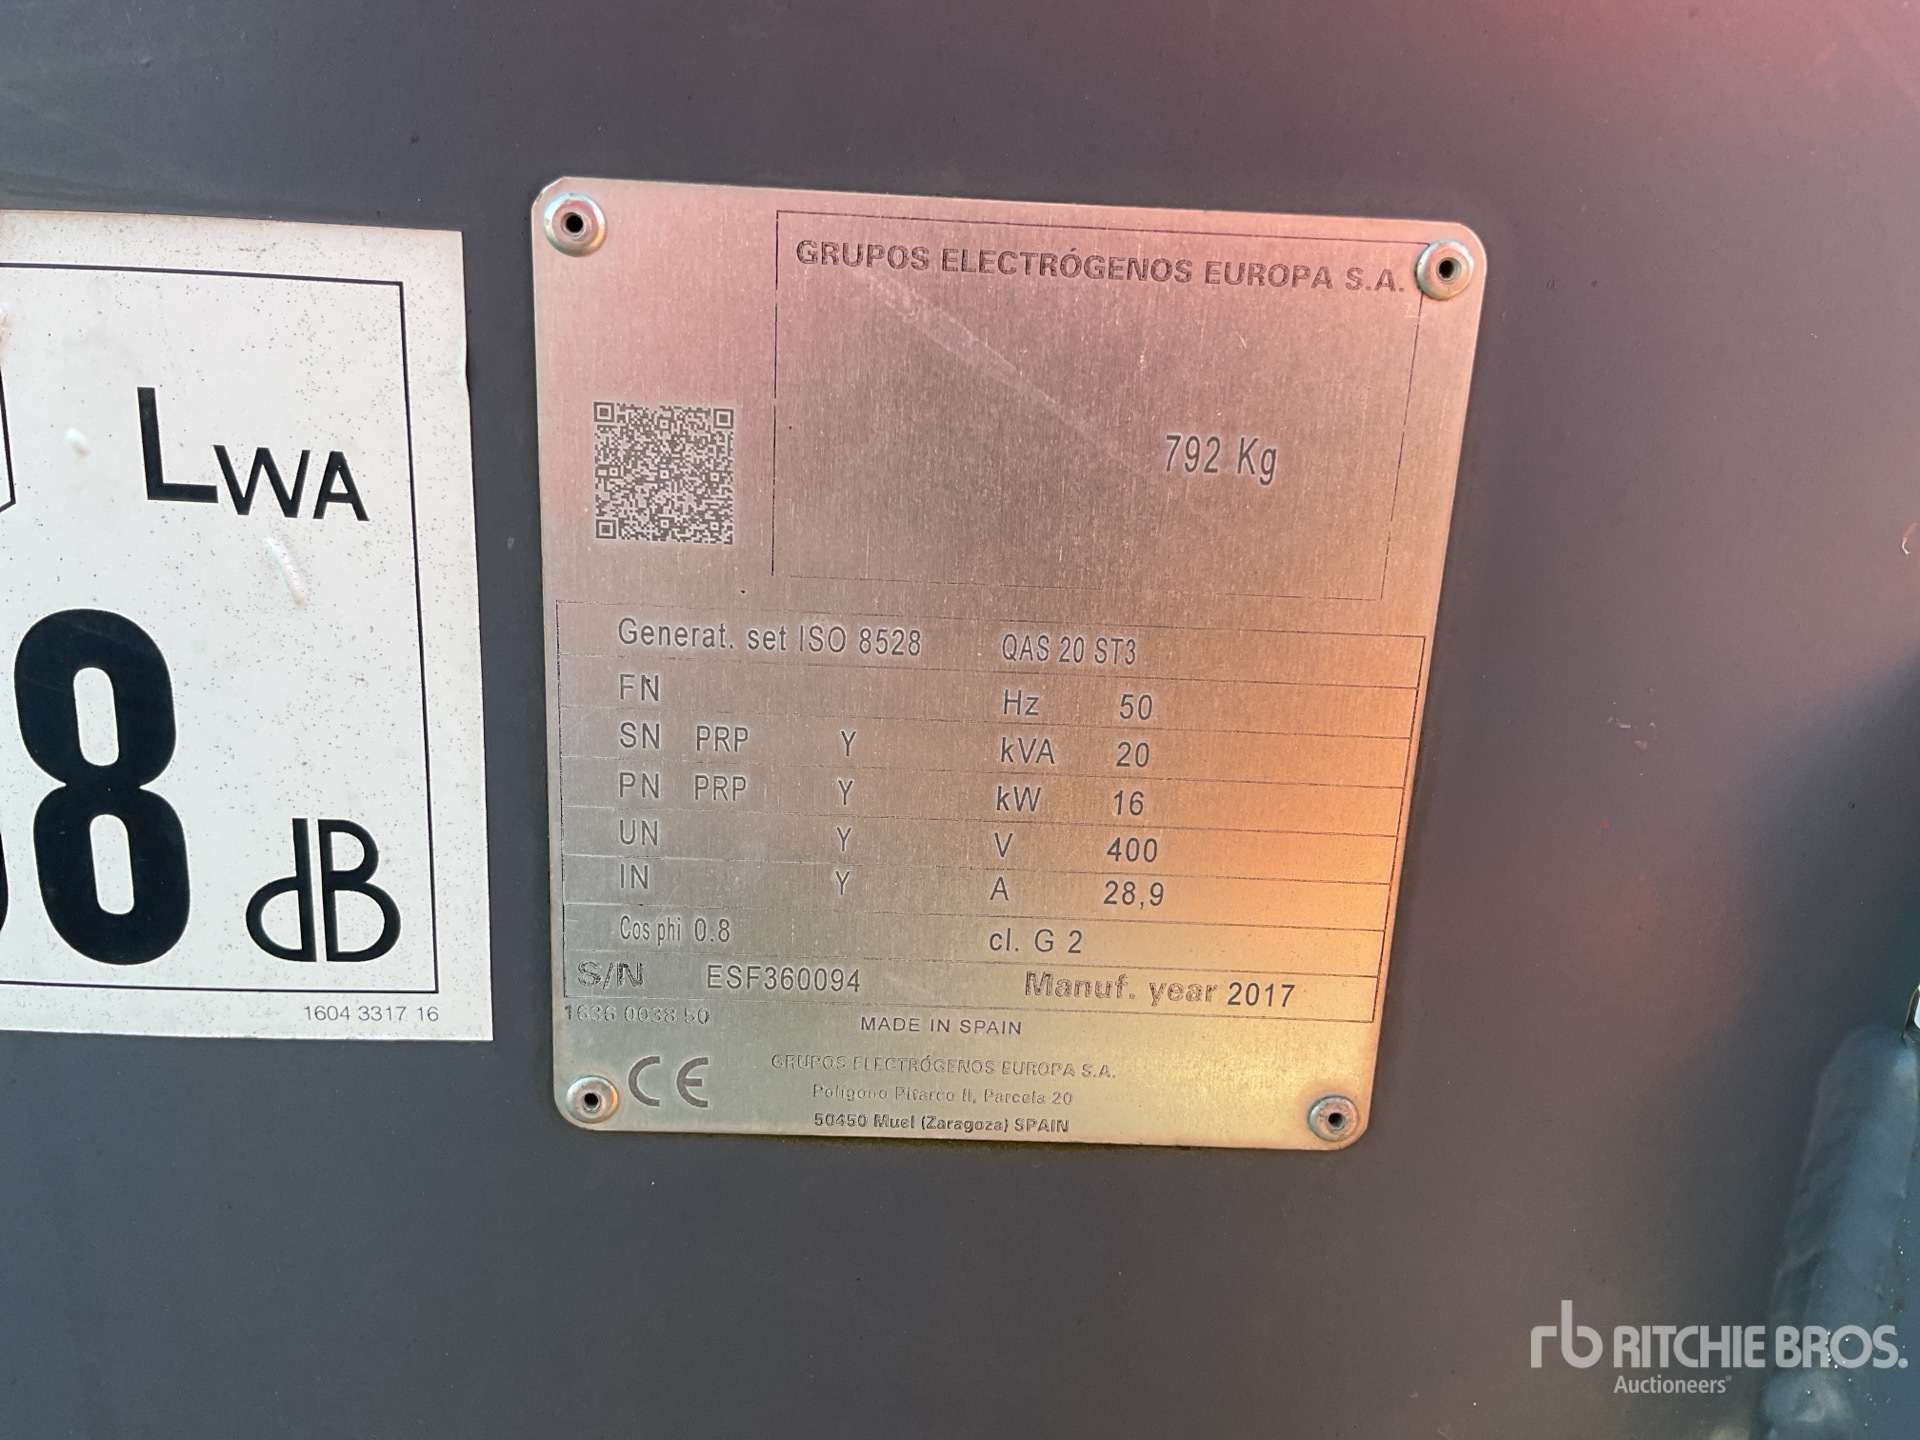 LWA
8 dB
1604 3317 16
GRUPOS ELECTRÓGENOS EUROPA S.A.
792 Kg
Generat. set ISO 8528 QAS 20 ST3
FN Hz 50
SN PRP Y kVA 20
PN PRP Y kW 16
UN Y V 400
IN Y A 28,9
Cos phi 0.8 cl. G 2
S/N ESF360094 Manuf. year 2017
1636 0038 50
MADE IN SPAIN
CE
GRUPOS ELECTRÓGENOS EUROPA S.A.
Polígono Pitarco II, Parcela 20
50450 Muel (Zaragoza) SPAIN
rb RITCHIE BROS.
Auctioneers